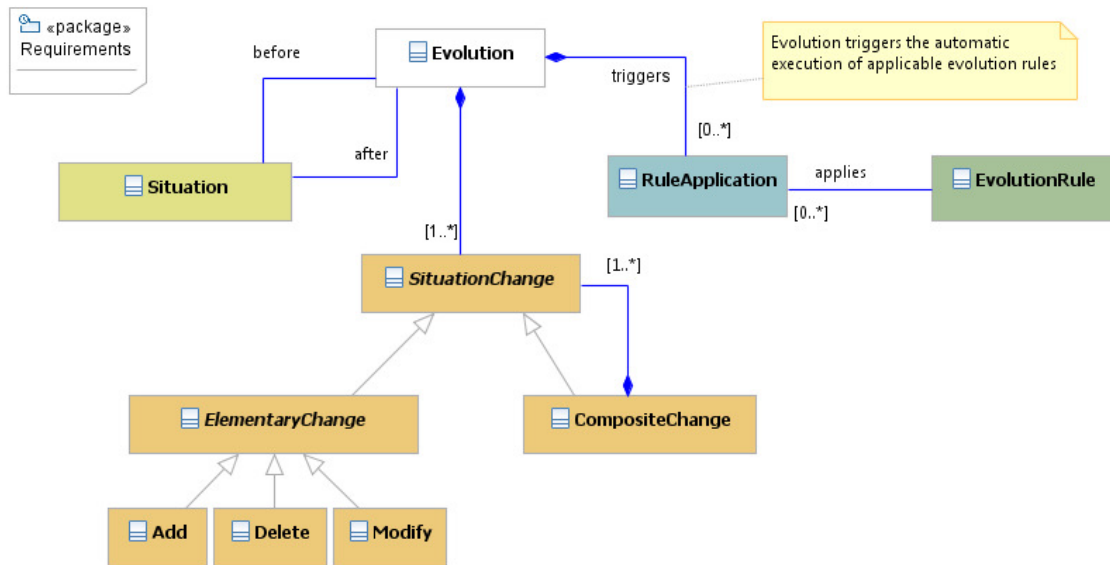 «package»
Requirements
before
Evolution
triggers
Evolution triggers the automatic
execution of applicable evolution rules
after
[0..*]
Situation
RuleApplication
applies
EvolutionRule
[0..*]
[1..*]
[1..*]
SituationChange
ElementaryChange
CompositeChange
Add
Delete
Modify